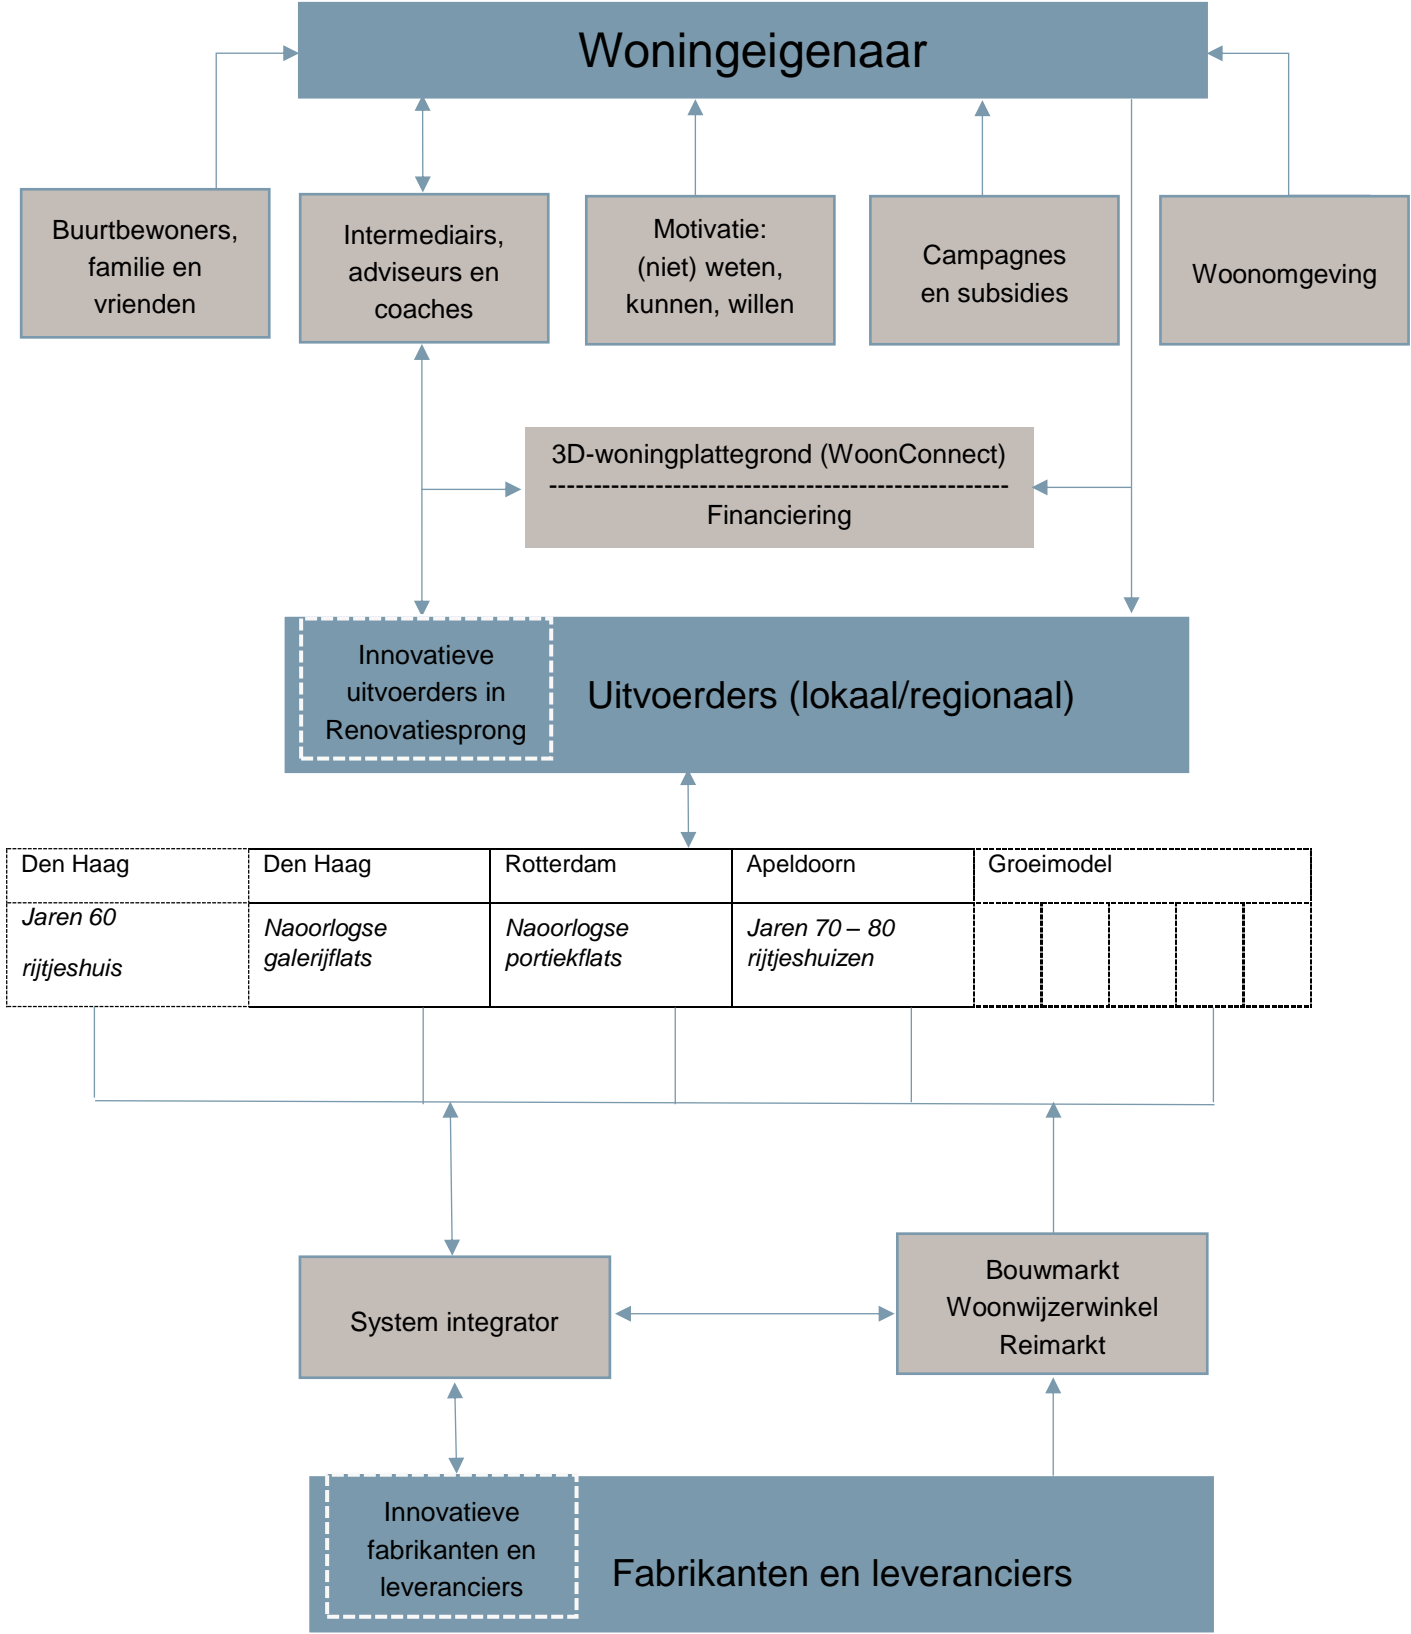 Woningeigenaar
Buurtbewoners,
familie en
vrienden
Intermediairs,
adviseurs en
coaches
Motivatie:
(niet) weten,
kunnen, willen
Campagnes
en subsidies
Woonomgeving
3D-woningplattegrond (WoonConnect)
----------------------------------------------------
Financiering
Innovatieve
uitvoerders in
Renovatiesprong
Uitvoerders (lokaal/regionaal)
Den Haag
Den Haag
Rotterdam
Apeldoorn
Groeimodel
Jaren 60
rijtjeshuis
Naoorlogse
galerijflats
Naoorlogse
portiekflats
Jaren 70 – 80
rijtjeshuizen
System integrator
Bouwmarkt
Woonwijzerwinkel
Reimarkt
Innovatieve
fabrikanten en
leveranciers
Fabrikanten en leveranciers